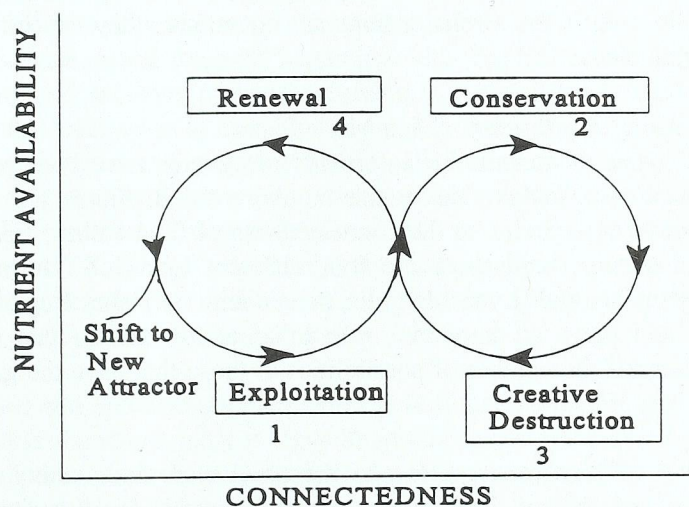 NUTRIENT AVAILABILITY
Renewal
4
Conservation
2
Shift to
New
Attractor
Exploitation
1
Creative
Destruction
3
CONNECTEDNESS